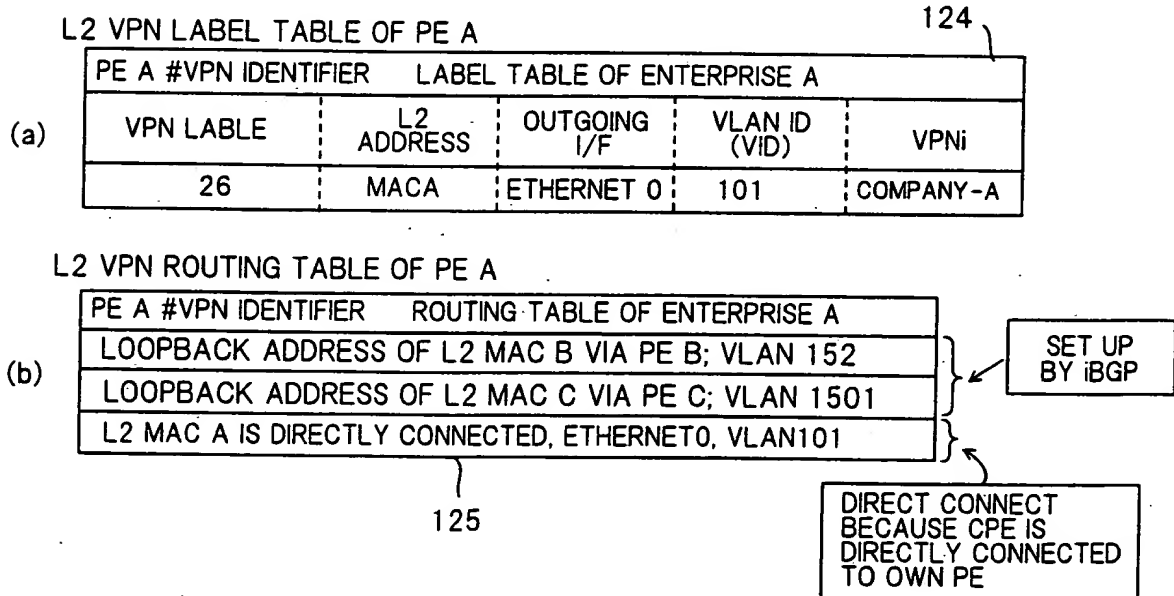 124
L2 VPN LABEL TABLE OF PE A
PE A #VPN IDENTIFIER LABEL TABLE OF ENTERPRISE A
(a)
VPN LABLE L2 ADDRESS OUTGOING I/F VLAN ID (VID) VPNi
26 MACA ETHERNET 0 101 COMPANY-A
L2 VPN ROUTING TABLE OF PE A
PE A #VPN IDENTIFIER ROUTING TABLE OF ENTERPRISE A
(b)
LOOPBACK ADDRESS OF L2 MAC B VIA PE B; VLAN 152
LOOPBACK ADDRESS OF L2 MAC C VIA PE C; VLAN 1501
L2 MAC A IS DIRECTLY CONNECTED, ETHERNET0, VLAN101
SET UP
BY iBGP
125
DIRECT CONNECT
BECAUSE CPE IS
DIRECTLY CONNECTED
TO OWN PE